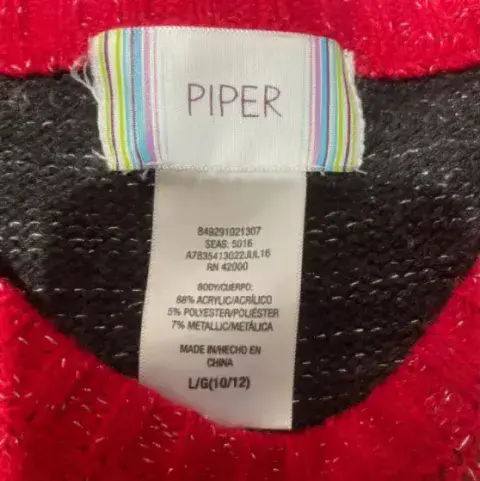 PIPER
849291021307
SEAS: 5016
A7835413022JUL16
RN 42000
BODY/CUERPO:
88% ACRYLIC/ACRÍLICO
5% POLYESTER/POLIÉSTER
7% METALLIC/METÁLICA
MADE IN/HECHO EN
CHINA
L/G(10/12)